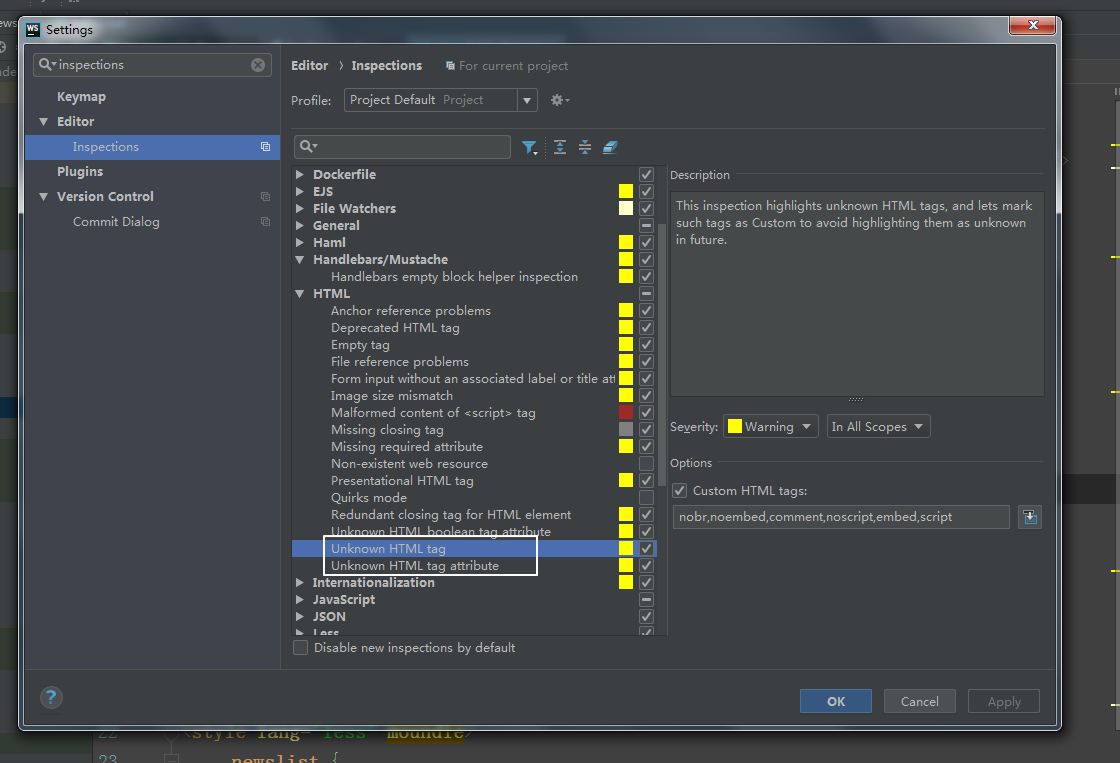 WS Settings
inspections
Editor › Inspections For current project
Keymap
Editor
Inspections
Plugins
Version Control
Commit Dialog
Profile: Project Default Project
Dockerfile
EJS
File Watchers
General
Haml
Handlebars/Mustache
Handlebars empty block helper inspection
HTML
Anchor reference problems
Deprecated HTML tag
Empty tag
File reference problems
Form input without an associated label or title att
Image size mismatch
Malformed content of <script> tag
Missing closing tag
Missing required attribute
Non-existent web resource
Presentational HTML tag
Quirks mode
Redundant closing tag for HTML element
Unknown HTML boolean tag attribute
Unknown HTML tag
Unknown HTML tag attribute
Internationalization
JavaScript
JSON
Less
Disable new inspections by default
Description
This inspection highlights unknown HTML tags, and lets mark
such tags as Custom to avoid highlighting them as unknown
in future.
Severity: Warning In All Scopes
Options
Custom HTML tags:
nobr,noembed,comment,noscript,embed,script
?
OK Cancel Apply
22 <style lang="less" moundle>
23 newslist {